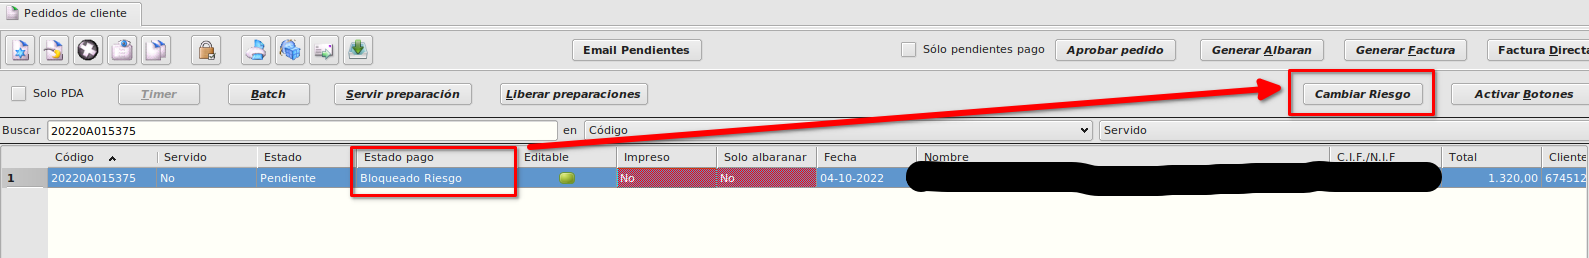 Pedidos de cliente
Email Pendientes Sólo pendientes pago Aprobar pedido Generar Albaran Generar Factura Factura Directa
Solo PDA Timer Batch Servir preparación Liberar preparaciones Cambiar Riesgo Activar Botones
Buscar 20220A015375 en Código Servido
Código Servido Estado Estado pago Editable Impreso Solo albaranar Fecha Nombre C.I.F./N.I.F Total Cliente
1 20220A015375 No Pendiente Bloqueado Riesgo No No 04-10-2022 1.320,00 674512